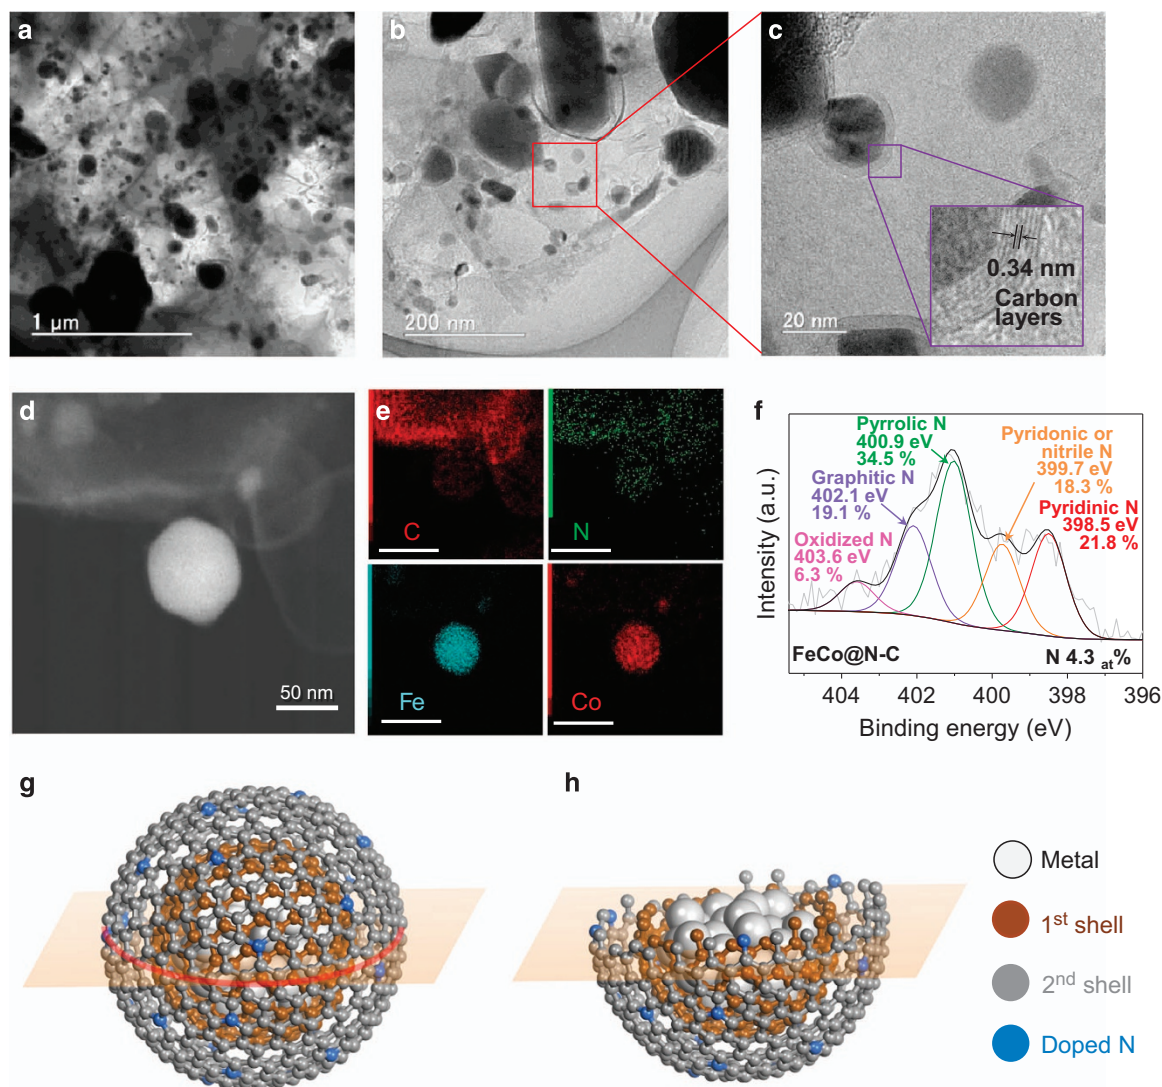 a
b
c
1 µm
200 nm
20 nm
0.34 nm
Carbon
layers
d
50 nm
e
C
N
Fe
Co
f
Pyrrolic N
400.9 eV
34.5 %
Pyridonic or
nitrile N
399.7 eV
18.3 %
Graphitic N
402.1 eV
19.1 %
Pyridinic N
398.5 eV
21.8 %
Oxidized N
403.6 eV
6.3 %
Intensity (a.u.)
FeCo@N-C
N 4.3 at%
404 402 400 398 396
Binding energy (eV)
g
h
Metal
1st shell
2nd shell
Doped N